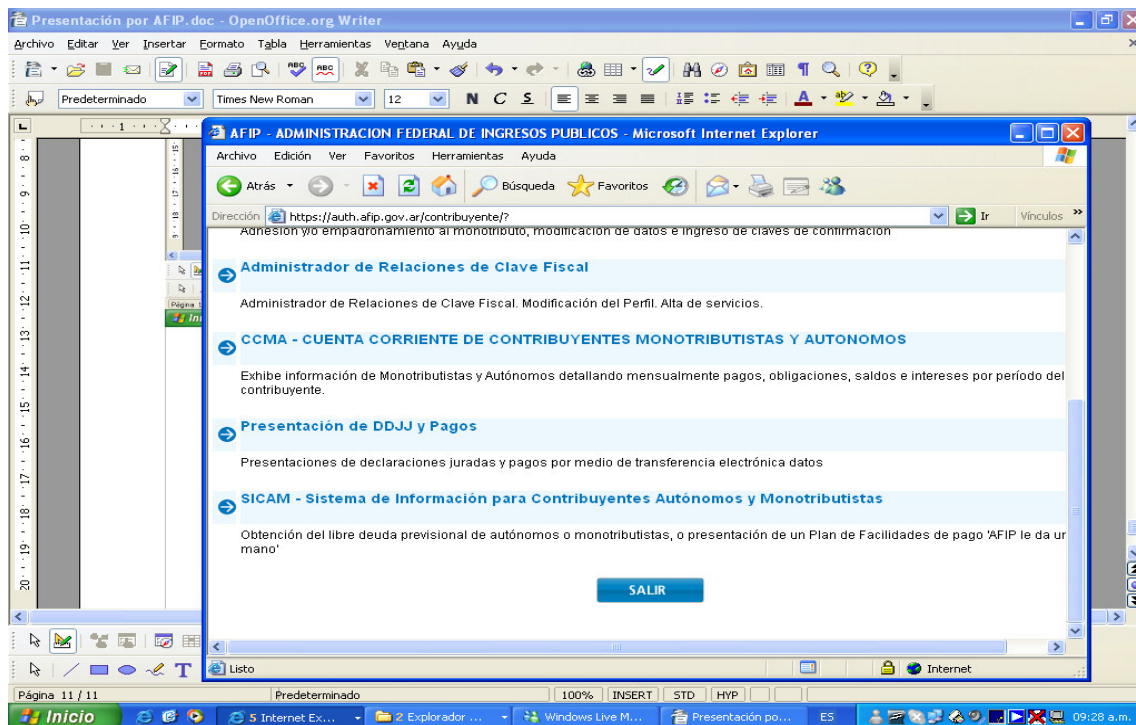 Presentación por AFIP.doc - OpenOffice.org Writer
Archivo Editar Ver Insertar Formato Tabla Herramientas Ventana Ayuda
Predeterminado Times New Roman 12 N C S
AFIP - ADMINISTRACION FEDERAL DE INGRESOS PUBLICOS - Microsoft Internet Explorer
Archivo Edición Ver Favoritos Herramientas Ayuda
Atrás Búsqueda Favoritos
Dirección https://auth.afip.gov.ar/contribuyente/? Ir Vínculos »
Adhesión y/o empadronamiento al monotributo, modificación de datos e ingreso de claves de confirmación
Administrador de Relaciones de Clave Fiscal
Administrador de Relaciones de Clave Fiscal. Modificación del Perfil. Alta de servicios.
CCMA - CUENTA CORRIENTE DE CONTRIBUYENTES MONOTRIBUTISTAS Y AUTONOMOS
Exhibe información de Monotributistas y Autónomos detallando mensualmente pagos, obligaciones, saldos e intereses por período del
contribuyente.
Presentación de DDJJ y Pagos
Presentaciones de declaraciones juradas y pagos por medio de transferencia electrónica datos
SICAM - Sistema de Información para Contribuyentes Autónomos y Monotributistas
Obtención del libre deuda previsional de autónomos o monotributistas, o presentación de un Plan de Facilidades de pago 'AFIP le da ur
mano'
SALIR
Listo Internet
Página 11 / 11 Predeterminado 100% INSERT STD HYP
Inicio 5 Internet Ex... 2 Explorador ... Windows Live M... Presentación po... ES 09:28 a.m.